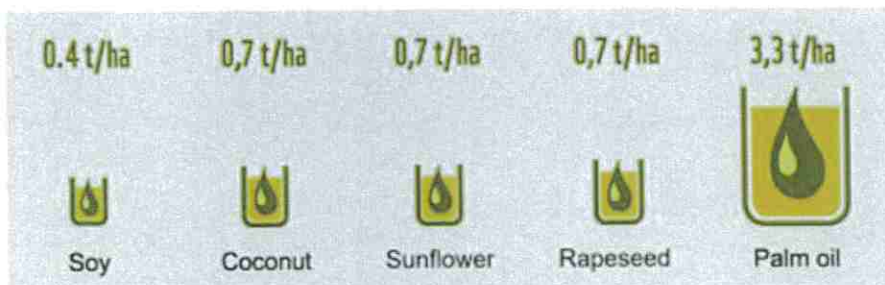 0.4 t/ha 0,7 t/ha 0,7 t/ha 0,7 t/ha 3,3 t/ha
Soy Coconut Sunflower Rapeseed Palm oil